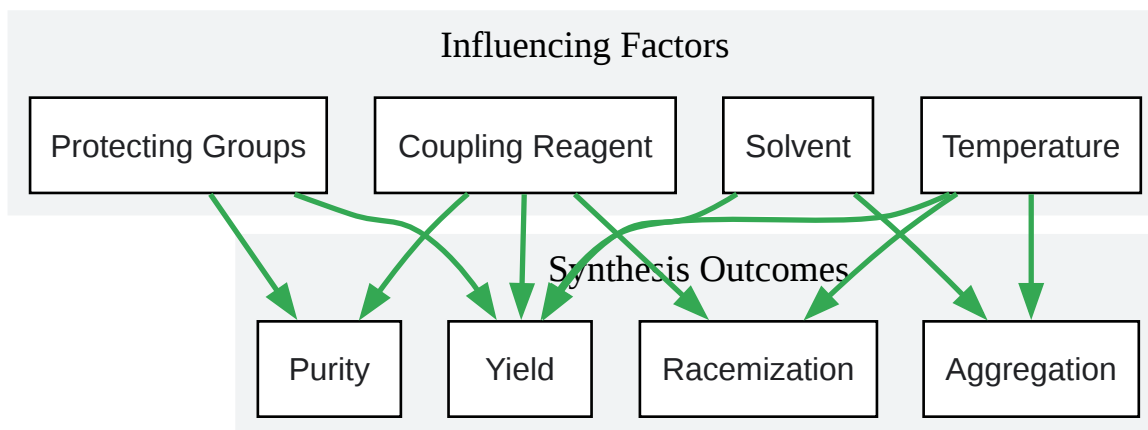 Influencing Factors
Protecting Groups
Coupling Reagent
Solvent
Temperature
Synthesis Outcomes
Purity
Yield
Racemization
Aggregation